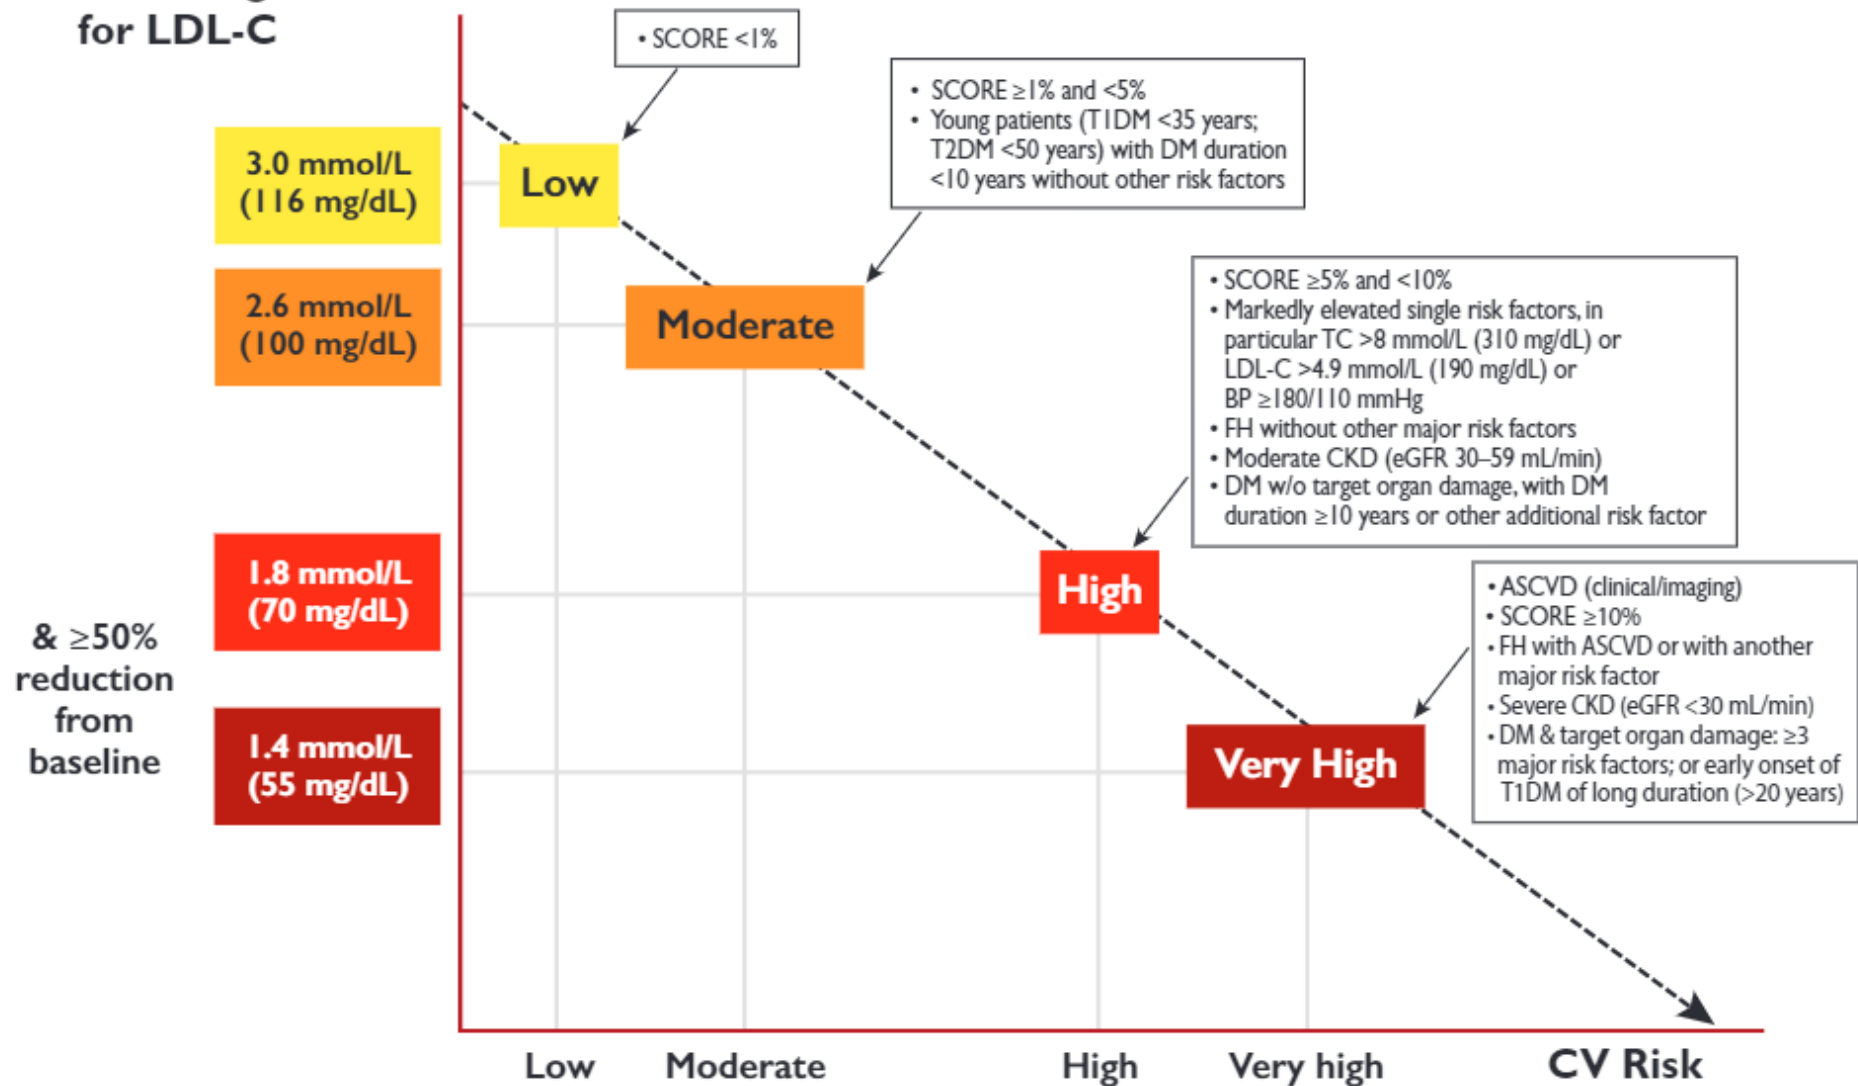 for LDL-C
• SCORE <1%
• SCORE ≥1% and <5%
• Young patients (T1DM <35 years;
T2DM <50 years) with DM duration
<10 years without other risk factors
3.0 mmol/L
(116 mg/dL)
Low
2.6 mmol/L
(100 mg/dL)
Moderate
• SCORE ≥5% and <10%
• Markedly elevated single risk factors, in
particular TC >8 mmol/L (310 mg/dL) or
LDL-C >4.9 mmol/L (190 mg/dL) or
BP ≥180/110 mmHg
• FH without other major risk factors
• Moderate CKD (eGFR 30–59 mL/min)
• DM w/o target organ damage, with DM
duration ≥10 years or other additional risk factor
1.8 mmol/L
(70 mg/dL)
High
& ≥50%
reduction
from
baseline
1.4 mmol/L
(55 mg/dL)
Very High
• ASCVD (clinical/imaging)
• SCORE ≥10%
• FH with ASCVD or with another
major risk factor
• Severe CKD (eGFR <30 mL/min)
• DM & target organ damage: ≥3
major risk factors; or early onset of
T1DM of long duration (>20 years)
Low Moderate High Very high CV Risk